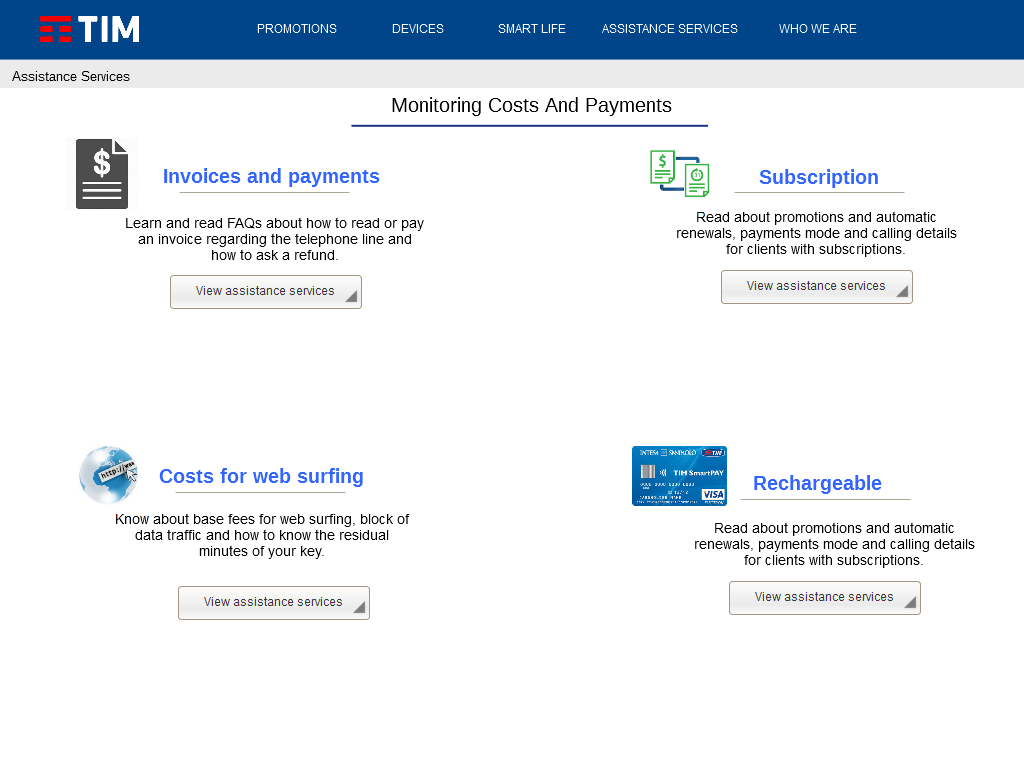 TIM
PROMOTIONS
DEVICES
SMART LIFE
ASSISTANCE SERVICES
WHO WE ARE
Assistance Services
Monitoring Costs And Payments
$
Invoices and payments
Learn and read FAQs about how to read or pay
an invoice regarding the telephone line and
how to ask a refund.
View assistance services
$
Subscription
Read about promotions and automatic
renewals, payments mode and calling details
for clients with subscriptions.
View assistance services
http://www
Costs for web surfing
Know about base fees for web surfing, block of
data traffic and how to know the residual
minutes of your key.
View assistance services
INTESA SANPAOLO TIM
TIM SmartPAY
VISA
Rechargeable
Read about promotions and automatic
renewals, payments mode and calling details
for clients with subscriptions.
View assistance services